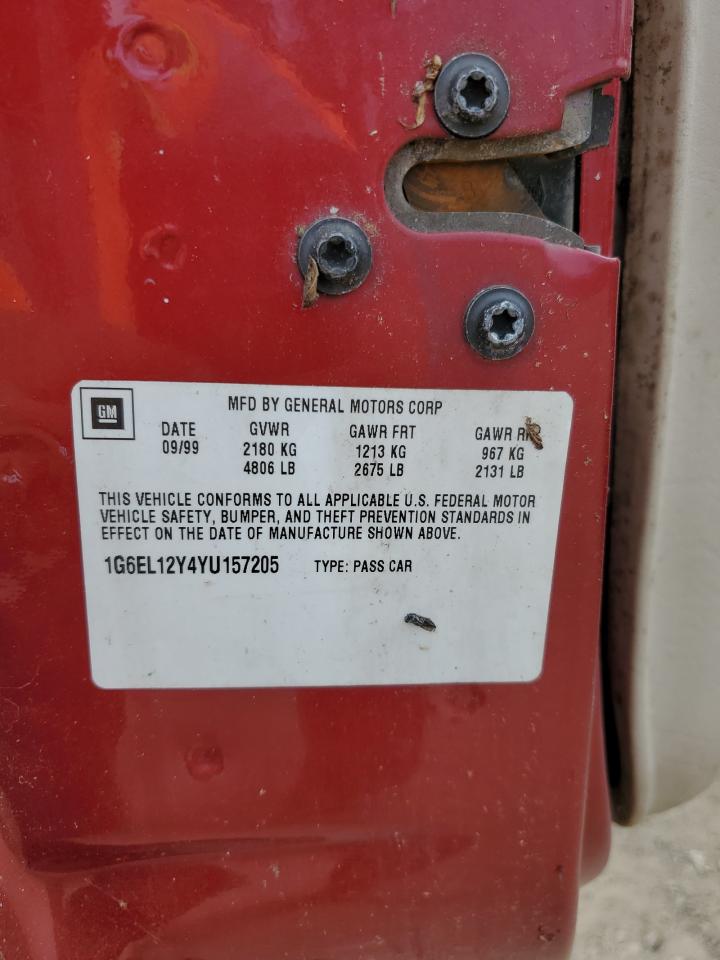 GM
MFD BY GENERAL MOTORS CORP
DATE GVWR GAWR FRT GAWR
09/99 2180 KG 1213 KG 967 KG
4806 LB 2675 LB 2131 LB
THIS VEHICLE CONFORMS TO ALL APPLICABLE U.S. FEDERAL MOTOR
VEHICLE SAFETY, BUMPER, AND THEFT PREVENTION STANDARDS IN
EFFECT ON THE DATE OF MANUFACTURE SHOWN ABOVE.
1G6EL12Y4YU157205 TYPE: PASS CAR